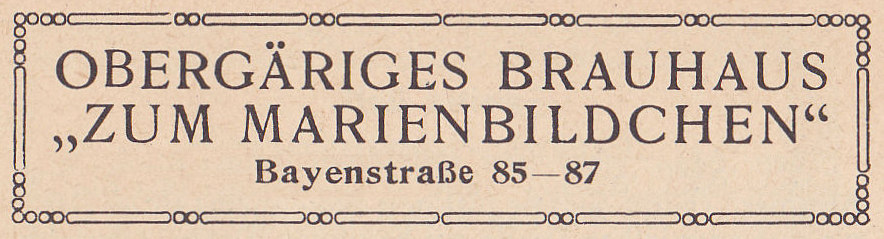 OBERGÄRIGES BRAUHAUS
„ZUM MARIENBILDCHEN“
Bayenstraße 85—87